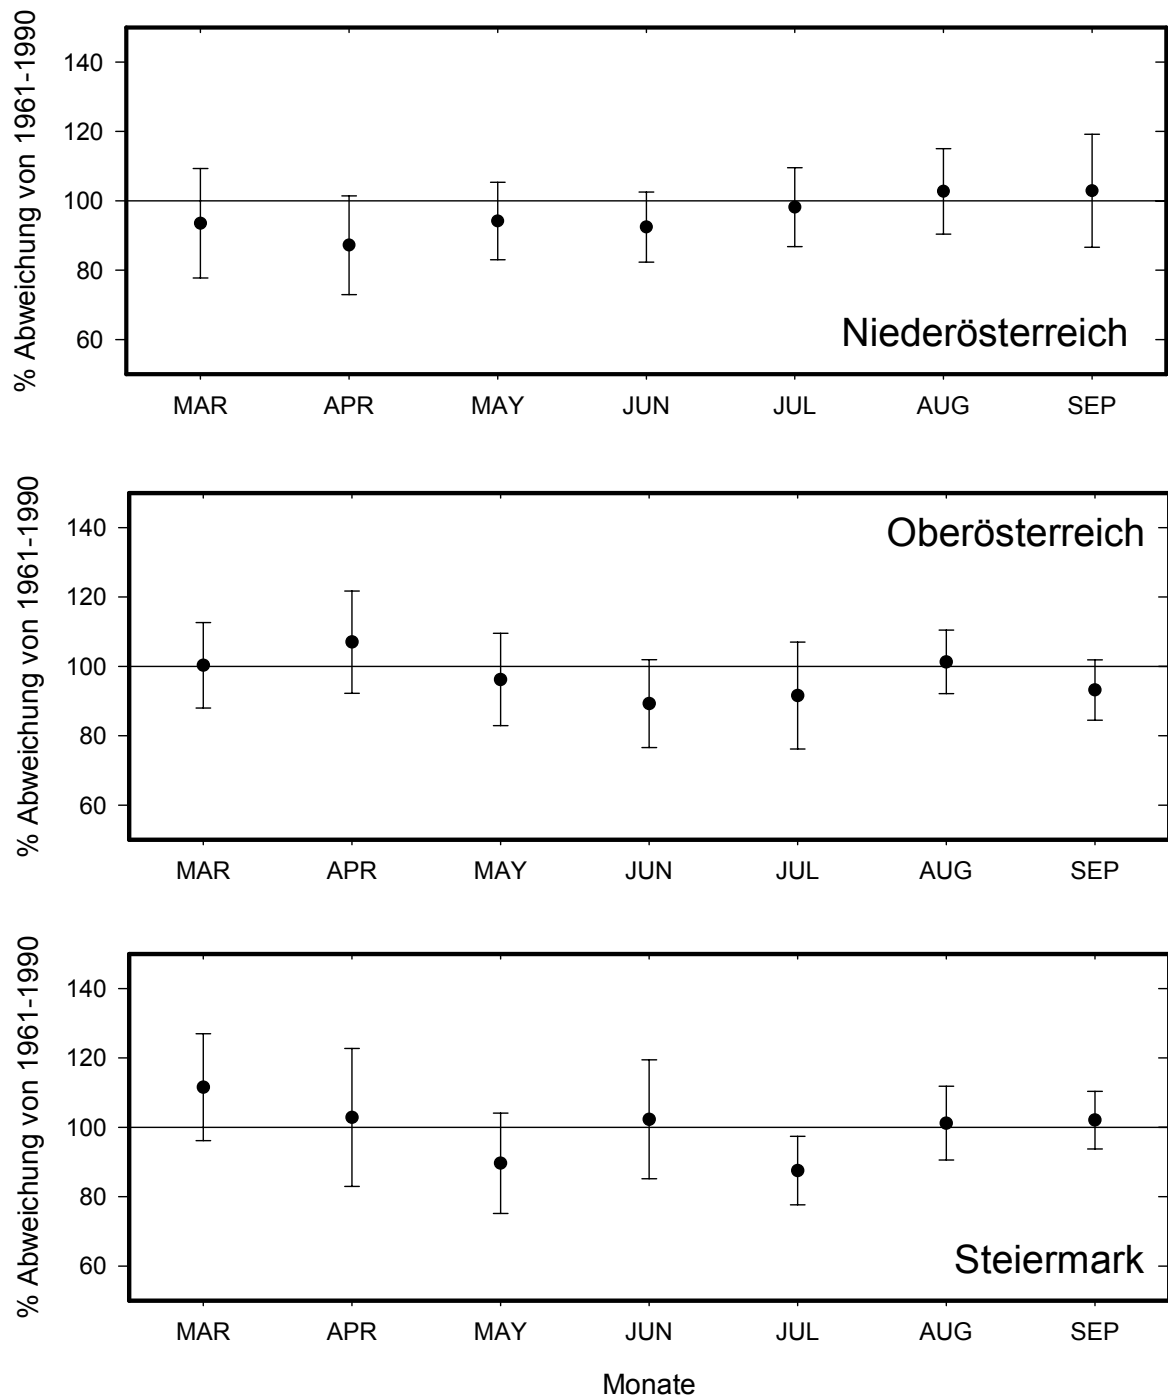 % Abweichung von 1961-1990
140
120
100
80
60
Niederösterreich
MAR APR MAY JUN JUL AUG SEP
% Abweichung von 1961-1990
140
120
100
80
60
Oberösterreich
MAR APR MAY JUN JUL AUG SEP
% Abweichung von 1961-1990
140
120
100
80
60
Steiermark
MAR APR MAY JUN JUL AUG SEP
Monate